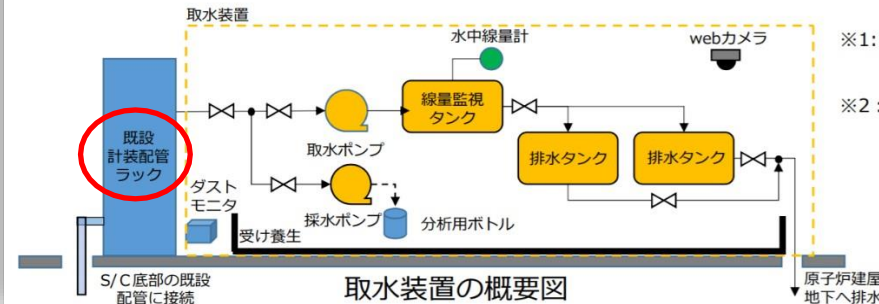 取水装置
水中線量計
webカメラ
※1:
※2:
線量監視
タンク
既設
計装配管
ラック
取水ポンプ
排水タンク
排水タンク
ダスト
モニタ
採水ポンプ
分析用ボトル
受け養生
S/C底部の既設
配管に接続
取水装置の概要図
原子炉建屋
地下へ排水